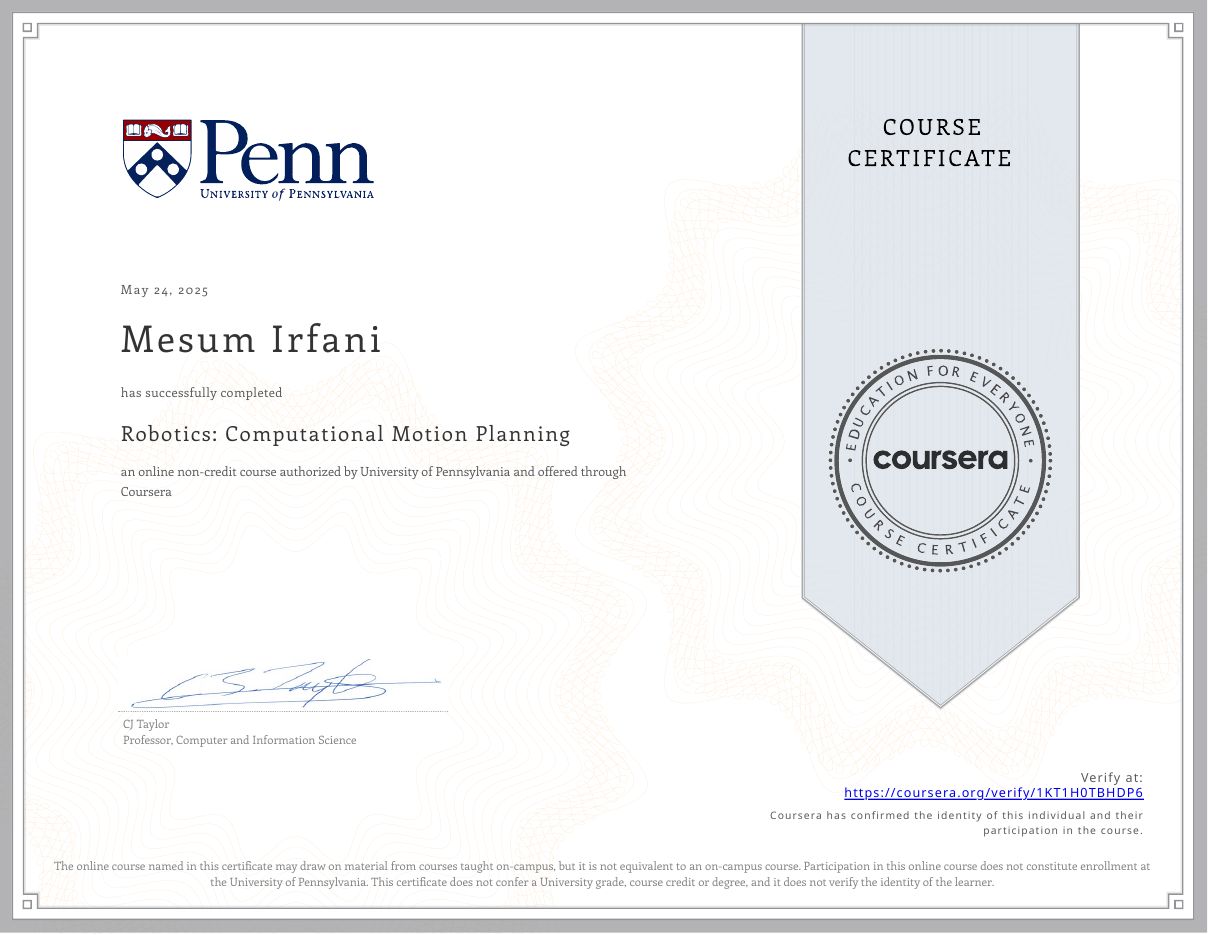 Penn
UNIVERSITY of PENNSYLVANIA
COURSE
CERTIFICATE
May 24, 2025
Mesum Irfani
has successfully completed
Robotics: Computational Motion Planning
an online non-credit course authorized by University of Pennsylvania and offered through
Coursera
EDUCATION FOR EVERYONE
coursera
COURSE CERTIFICATE
CJ Taylor
Professor, Computer and Information Science
Verify at:
https://coursera.org/verify/1KT1H0TBHDP6
Coursera has confirmed the identity of this individual and their
participation in the course.
The online course named in this certificate may draw on material from courses taught on-campus, but it is not equivalent to an on-campus course. Participation in this online course does not constitute enrollment at
the University of Pennsylvania. This certificate does not confer a University grade, course credit or degree, and it does not verify the identity of the learner.